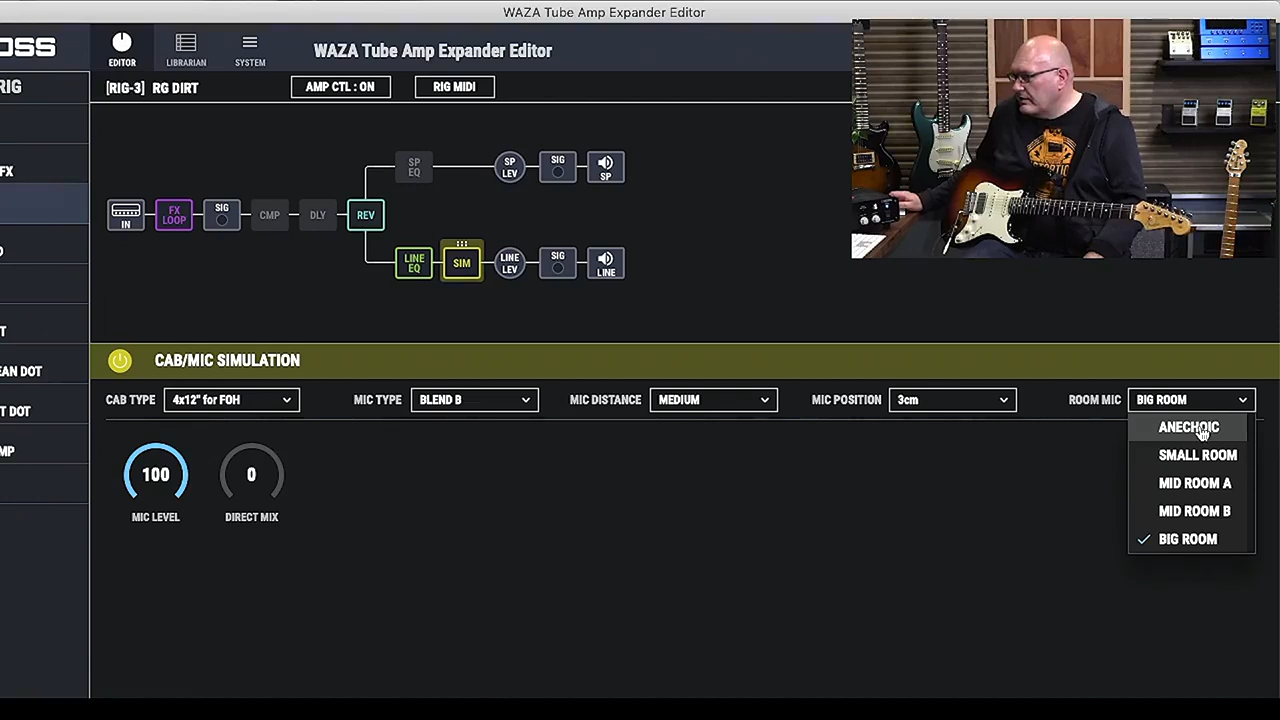 WAZA Tube Amp Expander Editor
OSS
EDITOR
LIBRARIAN
SYSTEM
WAZA Tube Amp Expander Editor
RIG
[RIG-3] RG DIRT
AMP CTL : ON
RIG MIDI
FX
SP
EQ
SP
LEV
SIG
SP
IN
FX
LOOP
SIG
CMP
DLY
REV
LINE
EQ
SIM
LINE
LEV
SIG
LINE
O
T
EAN DOT
T DOT
MP
CAB/MIC SIMULATION
CAB TYPE 4x12" for FOH
MIC TYPE BLEND B
MIC DISTANCE MEDIUM
MIC POSITION 3cm
ROOM MIC BIG ROOM
ANECHOIC
SMALL ROOM
MID ROOM A
MID ROOM B
BIG ROOM
100
0
MIC LEVEL
DIRECT MIX